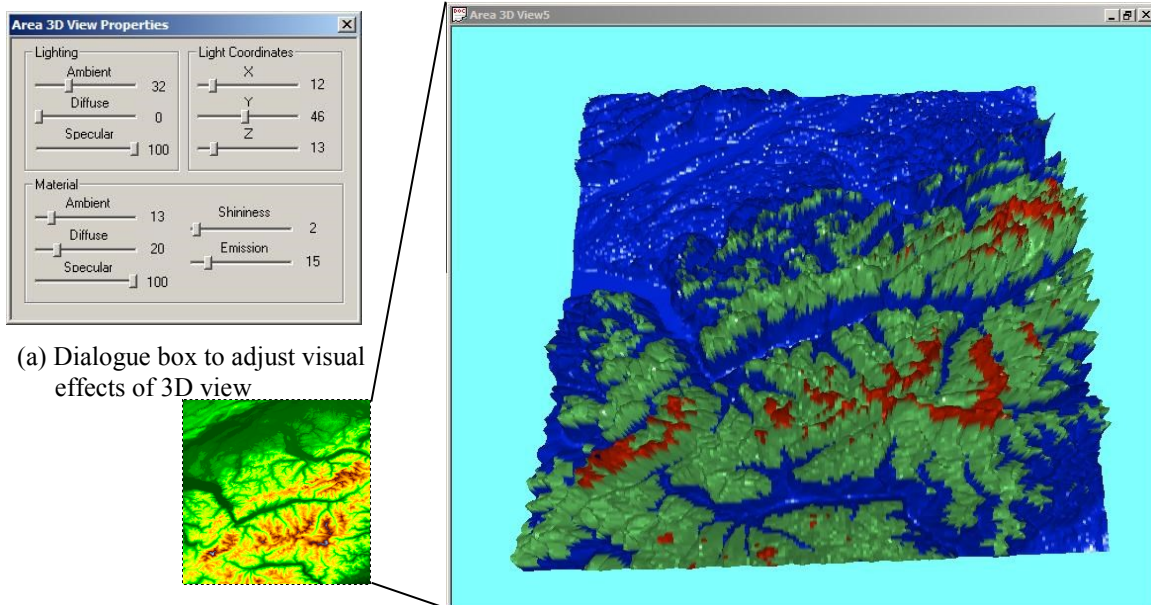 Area 3D View Properties
Lighting
Ambient
32
Diffuse
0
Specular
100
Light Coordinates
X
12
Y
46
Z
13
Material
Ambient
13
Diffuse
20
Specular
100
Shininess
2
Emission
15
(a) Dialogue box to adjust visual
effects of 3D view
DOC
Area 3D View5